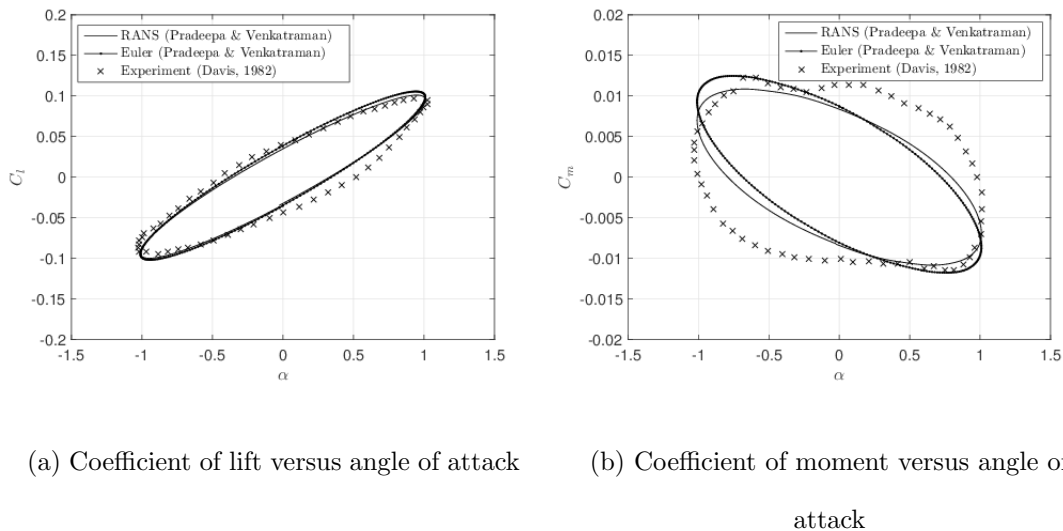 0.2
0.15
0.1
0.05
0
-0.05
-0.1
-0.15
-0.2
-1.5 -1 -0.5 0 0.5 1 1.5
C_l
α
RANS (Pradeepa & Venkatraman)
Euler (Pradeepa & Venkatraman)
Experiment (Davis, 1982)
0.02
0.015
0.01
0.005
0
-0.005
-0.01
-0.015
-0.02
-1.5 -1 -0.5 0 0.5 1 1.5
C_m
α
RANS (Pradeepa & Venkatraman)
Euler (Pradeepa & Venkatraman)
Experiment (Davis, 1982)
(a) Coefficient of lift versus angle of attack
(b) Coefficient of moment versus angle of
attack